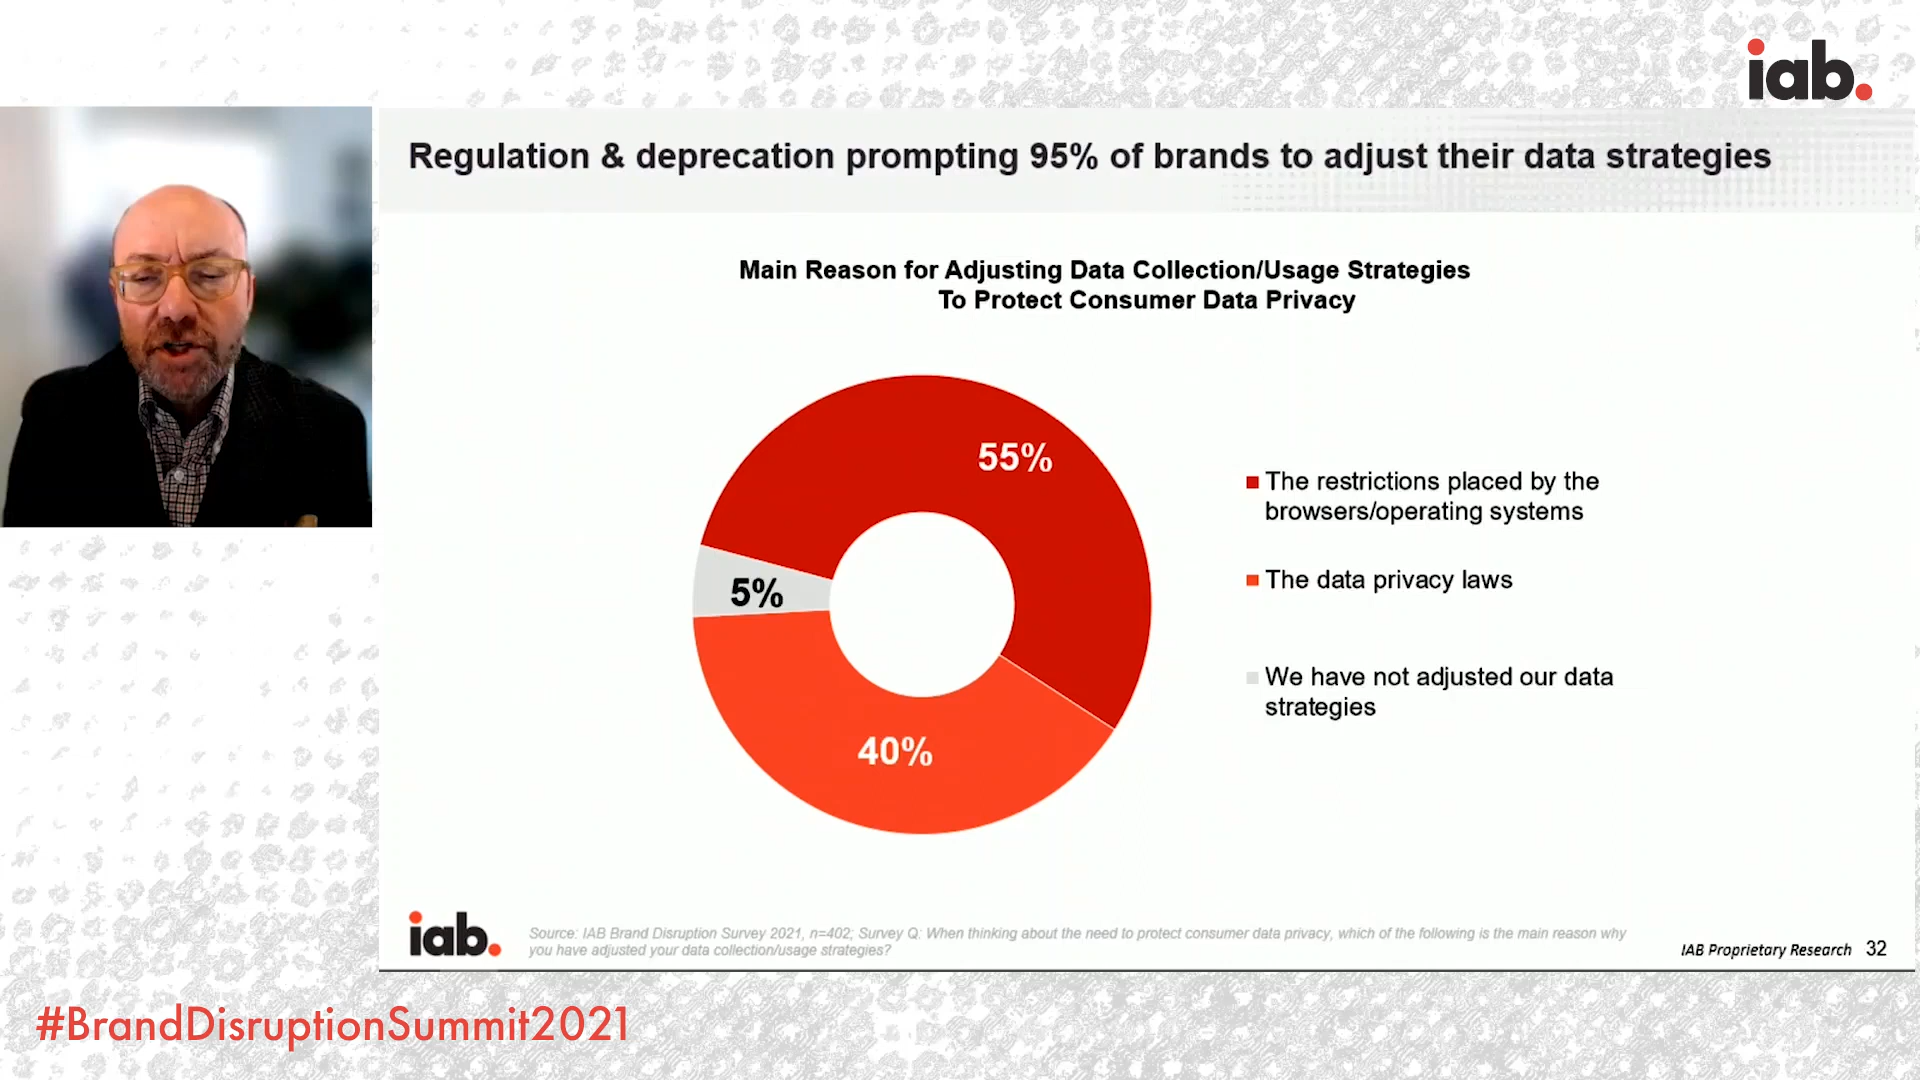 iab.
Regulation & deprecation prompting 95% of brands to adjust their data strategies
Main Reason for Adjusting Data Collection/Usage Strategies
To Protect Consumer Data Privacy
55%
5%
40%
The restrictions placed by the
browsers/operating systems
The data privacy laws
We have not adjusted our data
strategies
iab.
Source: IAB Brand Disruption Survey 2021, n=402; Survey Q: When thinking about the need to protect consumer data privacy, which of the following is the main reason why
you have adjusted your data collection/usage strategies?
IAB Proprietary Research 32
#BrandDisruptionSummit2021